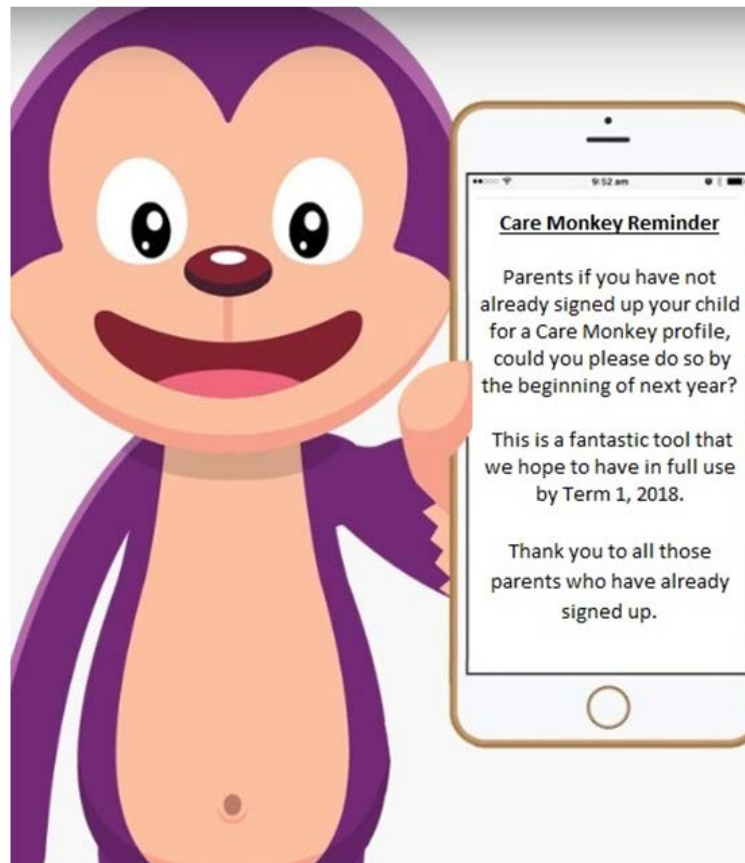 9:52 am
Care Monkey Reminder
Parents if you have not
already signed up your child
for a Care Monkey profile,
could you please do so by
the beginning of next year?
This is a fantastic tool that
we hope to have in full use
by Term 1, 2018.
Thank you to all those
parents who have already
signed up.